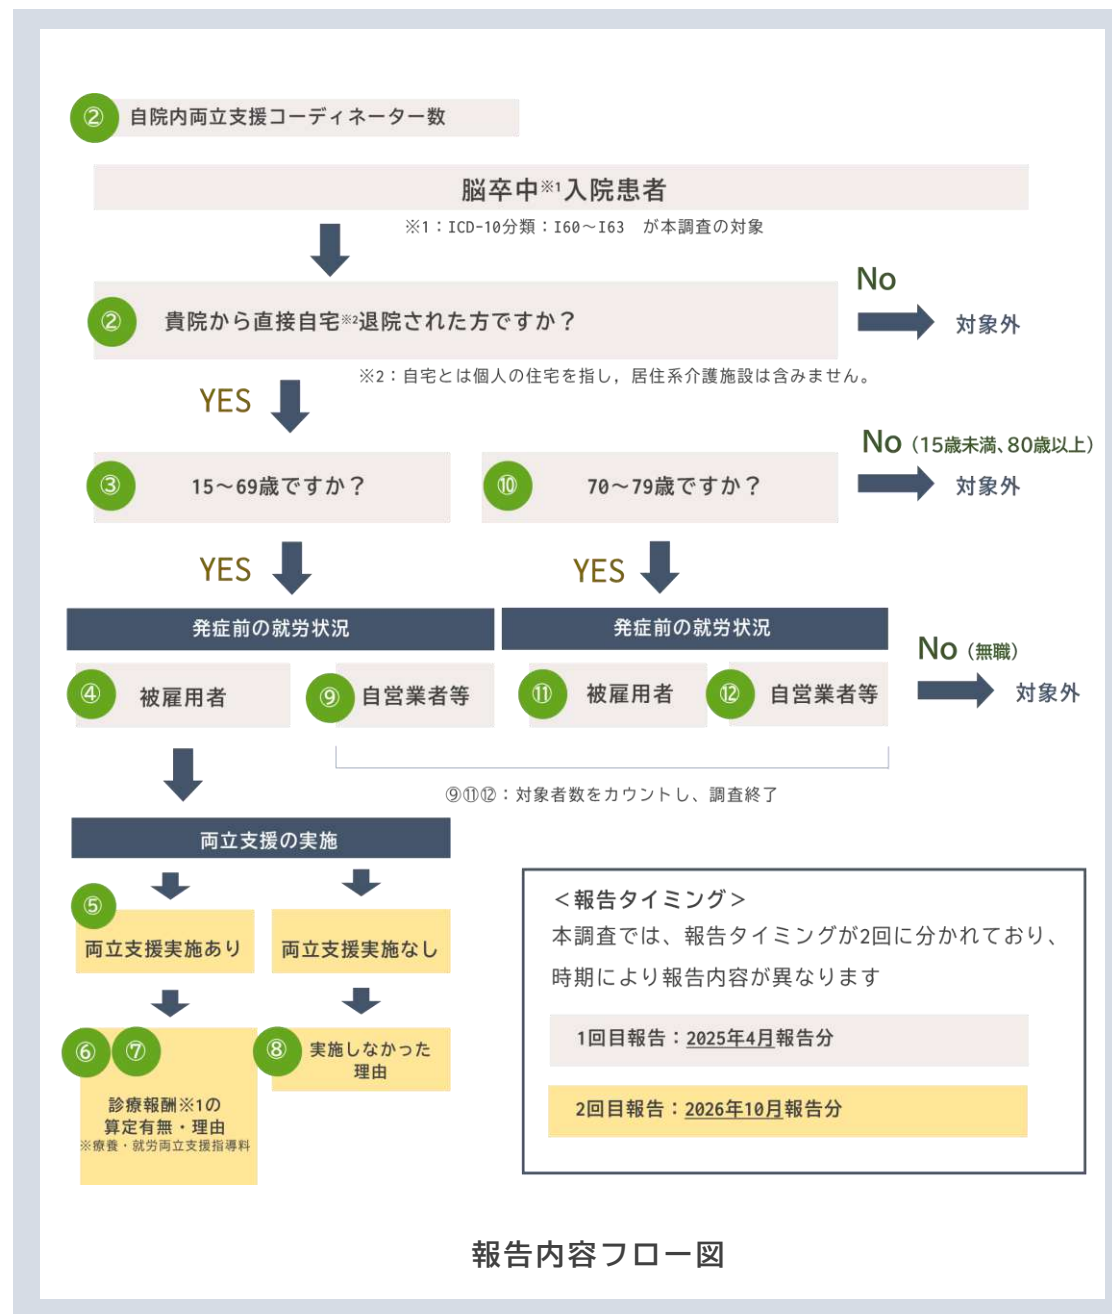 ② 自院内両立支援コーディネーター数
脳卒中※1入院患者
※1：ICD-10分類：I60～I63　が本調査の対象
② 貴院から直接自宅※2退院された方ですか？
No
対象外
※2：自宅とは個人の住宅を指し，居住系介護施設は含みません。
YES
③ 15～69歳ですか？
⑩ 70～79歳ですか？
No（15歳未満、80歳以上）
対象外
YES
YES
発症前の就労状況
発症前の就労状況
No（無職）
対象外
④ 被雇用者
⑨ 自営業者等
⑪ 被雇用者
⑫ 自営業者等
⑨⑪⑫：対象者数をカウントし、調査終了
両立支援の実施
⑤
両立支援実施あり
両立支援実施なし
⑥ ⑦
診療報酬※1の
算定有無・理由
※療養・就労両立支援指導料
⑧ 実施しなかった
理由
＜報告タイミング＞
本調査では、報告タイミングが2回に分かれており、
時期により報告内容が異なります
1回目報告：2025年4月報告分
2回目報告：2026年10月報告分
報告内容フロー図